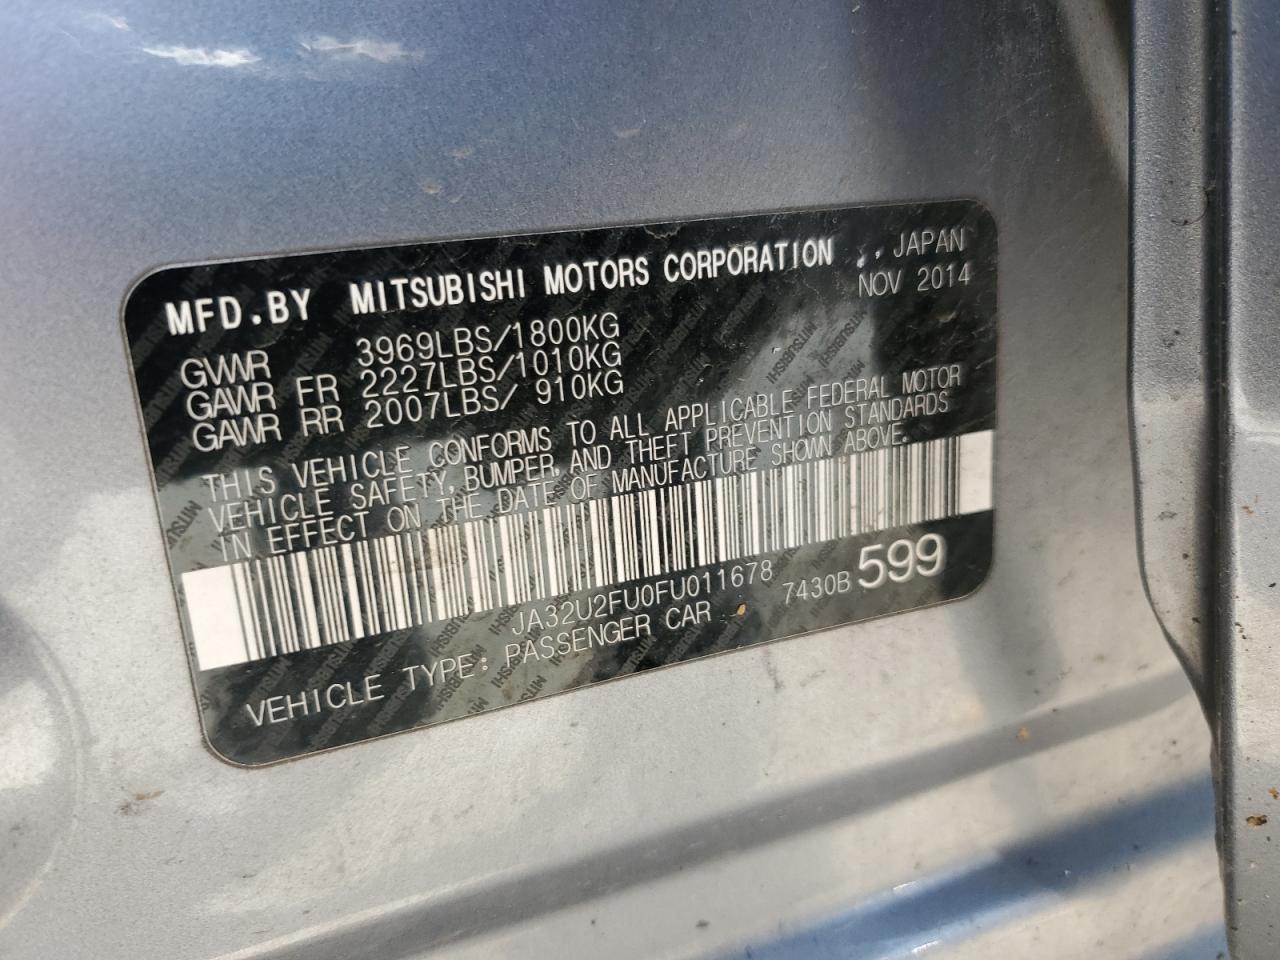 MFD.BY MITSUBISHI MOTORS CORPORATION , JAPAN
NOV 2014
GVWR 3969LBS/1800KG
GAWR FR 2227LBS/1010KG
GAWR RR 2007LBS/ 910KG
THIS VEHICLE CONFORMS TO ALL APPLICABLE FEDERAL MOTOR
VEHICLE SAFETY, BUMPER, AND THEFT PREVENTION STANDARDS
IN EFFECT ON THE DATE OF MANUFACTURE SHOWN ABOVE.
JA32U2FU0FU011678 7430B 599
VEHICLE TYPE: PASSENGER CAR